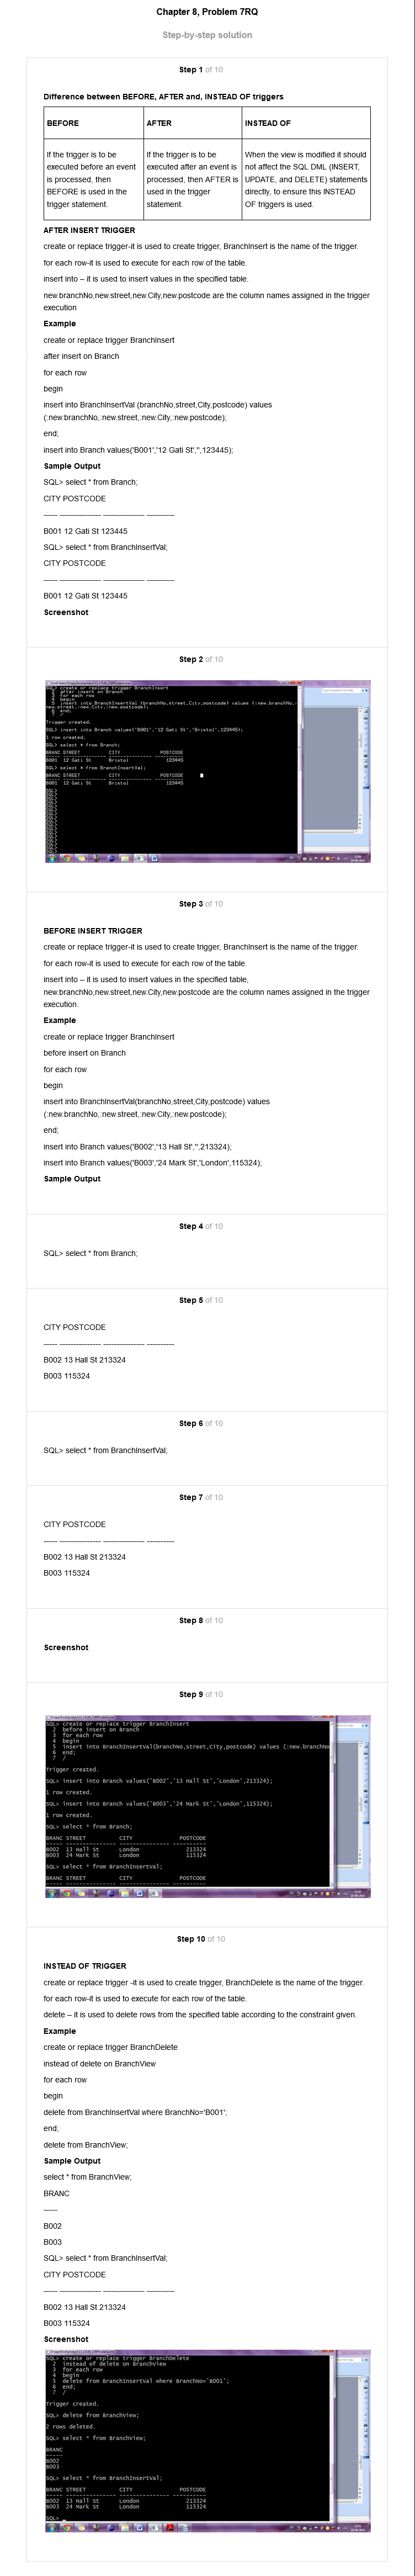 Chapter 8, Problem 7RQ
Step-by-step solution
Step 1 of 10
Difference between BEFORE, AFTER and, INSTEAD OF triggers
BEFORE
AFTER
INSTEAD OF
If the trigger is to be
executed before an event
is processed, then
BEFORE is used in the
trigger statement.
If the trigger is to be
executed after an event is
processed, then AFTER is
used in the trigger
statement.
When the view is modified it should
not affect the SQL DML (INSERT,
UPDATE, and DELETE) statements
directly, to ensure this INSTEAD
OF triggers is used.
AFTER INSERT TRIGGER
create or replace trigger-it is used to create trigger, BranchInsert is the name of the trigger.
for each row-it is used to execute for each row of the table.
insert into – it is used to insert values in the specified table.
new.branchNo,new.street,new.City,new.postcode are the column names assigned in the trigger
execution
Example
create or replace trigger BranchInsert
after insert on Branch
for each row
begin
insert into BranchInsertVal (branchNo,street,City,postcode) values
(:new.branchNo,:new.street,:new.City,:new.postcode);
end;
insert into Branch values('B001','12 Gati St','',123445);
Sample Output
SQL> select * from Branch;
CITY POSTCODE
----- --------------- --------------- ----------
B001 12 Gati St 123445
SQL> select * from BranchInsertVal;
CITY POSTCODE
----- --------------- --------------- ----------
B001 12 Gati St 123445
Screenshot
Step 2 of 10
SQL> create or replace trigger BranchInsert
2 after insert on Branch
3 for each row
4 begin
5 insert into BranchInsertVal (branchNo,street,City,postcode) values (:new.branchNo,:
new.street,:new.City,:new.postcode);
6 end;
7 /
Trigger created.
SQL> insert into Branch values('B001','12 Gati St','Bristol',123445);
1 row created.
SQL> select * from Branch;
BRANC STREET CITY POSTCODE
----- --------------- --------------- ----------
B001 12 Gati St Bristol 123445
SQL> select * from BranchInsertVal;
BRANC STREET CITY POSTCODE
----- --------------- --------------- ----------
B001 12 Gati St Bristol 123445
SQL>
Step 3 of 10
BEFORE INSERT TRIGGER
create or replace trigger-it is used to create trigger, BranchInsert is the name of the trigger.
for each row-it is used to execute for each row of the table.
insert into – it is used to insert values in the specified table,
new.branchNo,new.street,new.City,new.postcode are the column names assigned in the trigger
execution.
Example
create or replace trigger BranchInsert
before insert on Branch
for each row
begin
insert into BranchInsertVal(branchNo,street,City,postcode) values
(:new.branchNo,:new.street,:new.City,:new.postcode);
end;
insert into Branch values('B002','13 Hall St','',213324);
insert into Branch values('B003','24 Mark St','London',115324);
Sample Output
Step 4 of 10
SQL> select * from Branch;
Step 5 of 10
CITY POSTCODE
----- --------------- --------------- ----------
B002 13 Hall St 213324
B003 115324
Step 6 of 10
SQL> select * from BranchInsertVal;
Step 7 of 10
CITY POSTCODE
----- --------------- --------------- ----------
B002 13 Hall St 213324
B003 115324
Step 8 of 10
Screenshot
Step 9 of 10
SQL> create or replace trigger BranchInsert
2 before insert on Branch
3 for each row
4 begin
5 insert into BranchInsertVal(branchNo,street,City,postcode) values (:new.branchNo
6 end;
7 /
Trigger created.
SQL> insert into Branch values('B002','13 Hall St','London',213324);
1 row created.
SQL> insert into Branch values('B003','24 Mark St','London',115324);
1 row created.
SQL> select * from Branch;
BRANC STREET CITY POSTCODE
----- --------------- --------------- ----------
B002 13 Hall St London 213324
B003 24 Mark St London 115324
SQL> select * from BranchInsertVal;
BRANC STREET CITY POSTCODE
----- --------------- --------------- ----------
Step 10 of 10
INSTEAD OF TRIGGER
create or replace trigger -it is used to create trigger, BranchDelete is the name of the trigger.
for each row-it is used to execute for each row of the table.
delete – it is used to delete rows from the specified table according to the constraint given.
Example
create or replace trigger BranchDelete
instead of delete on BranchView
for each row
begin
delete from BranchInsertVal where BranchNo='B001';
end;
delete from BranchView;
Sample Output
select * from BranchView;
BRANC
-----
B002
B003
SQL> select * from BranchInsertVal;
CITY POSTCODE
----- --------------- --------------- ----------
B002 13 Hall St 213324
B003 115324
Screenshot
SQL> create or replace trigger BranchDelete
2 instead of delete on BranchView
3 for each row
4 begin
5 delete from BranchInsertVal where BranchNo='B001';
6 end;
7 /
Trigger created.
SQL> delete from BranchView;
2 rows deleted.
SQL> select * from BranchView;
BRANC
-----
B002
B003
SQL> select * from BranchInsertVal;
BRANC STREET CITY POSTCODE
----- --------------- --------------- ----------
B002 13 Hall St London 213324
B003 24 Mark St London 115324
SQL>